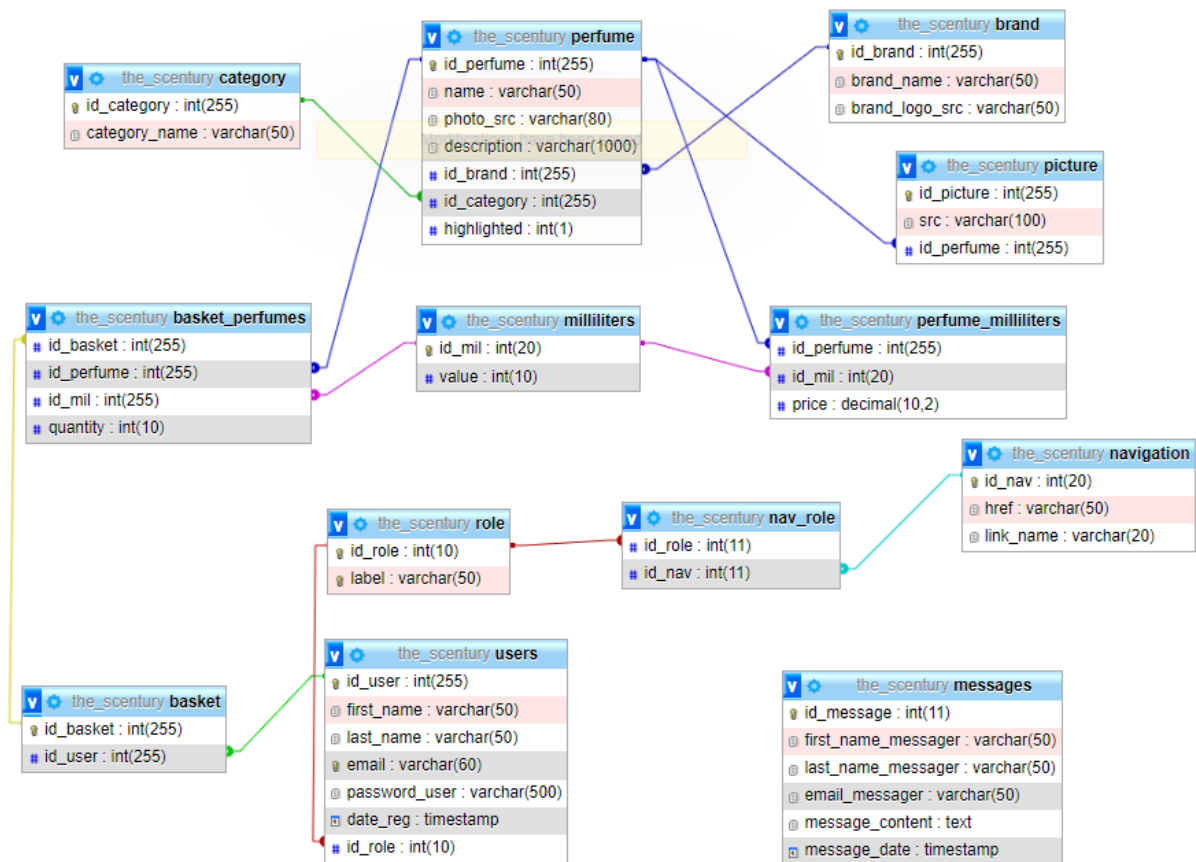 the_scentury category
id_category : int(255)
category_name : varchar(50)
the_scentury perfume
id_perfume : int(255)
name : varchar(50)
photo_src : varchar(80)
description : varchar(1000)
id_brand : int(255)
id_category : int(255)
highlighted : int(1)
the_scentury brand
id_brand : int(255)
brand_name : varchar(50)
brand_logo_src : varchar(50)
the_scentury picture
id_picture : int(255)
src : varchar(100)
id_perfume : int(255)
the_scentury basket_perfumes
id_basket : int(255)
id_perfume : int(255)
id_mil : int(255)
quantity : int(10)
the_scentury milliliters
id_mil : int(20)
value : int(10)
the_scentury perfume_milliliters
id_perfume : int(255)
id_mil : int(20)
price : decimal(10,2)
the_scentury navigation
id_nav : int(20)
href : varchar(50)
link_name : varchar(20)
the_scentury role
id_role : int(10)
label : varchar(50)
the_scentury nav_role
id_role : int(11)
id_nav : int(11)
the_scentury basket
id_basket : int(255)
id_user : int(255)
the_scentury users
id_user : int(255)
first_name : varchar(50)
last_name : varchar(50)
email : varchar(60)
password_user : varchar(500)
date_reg : timestamp
id_role : int(10)
the_scentury messages
id_message : int(11)
first_name_messager : varchar(50)
last_name_messager : varchar(50)
email_messager : varchar(50)
message_content : text
message_date : timestamp